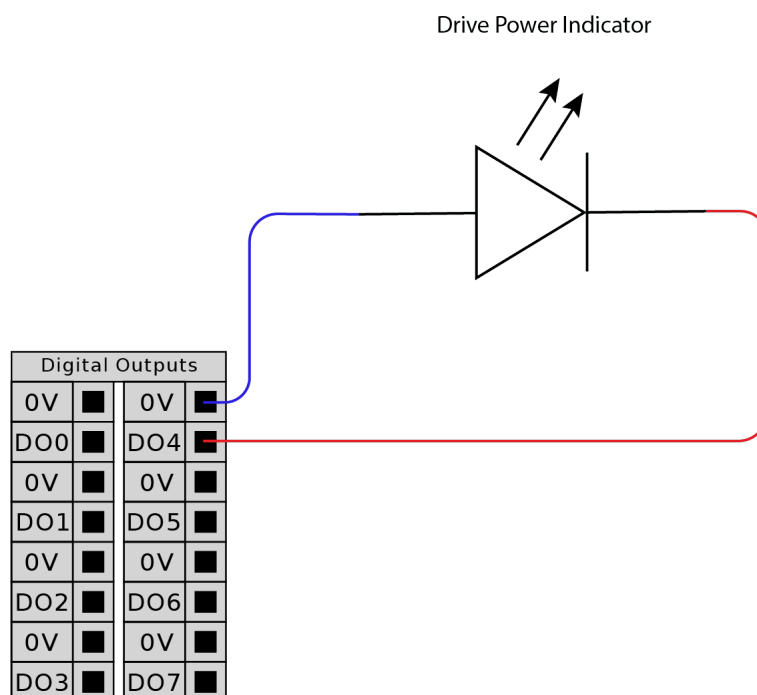 Drive Power Indicator
Digital Outputs
0V 0V
DO0 DO4
0V 0V
DO1 DO5
0V 0V
DO2 DO6
0V 0V
DO3 DO7